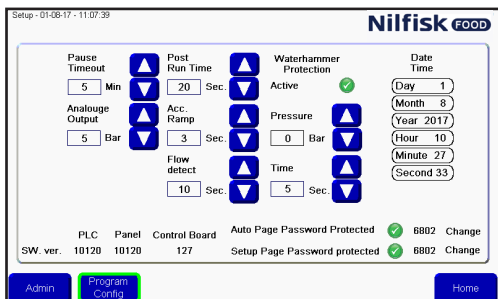 Setup - 01-08-17 - 11:07:39
Nilfisk FOOD
Pause Timeout
5 Min
Post Run Time
20 Sec.
Waterhammer Protection
Active
Date Time
Day 1
Month 8
Year 2017
Hour 10
Minute 27
Second 33
Analouge Output
5 Bar
Acc. Ramp
3 Sec.
Pressure
0 Bar
Flow detect
10 Sec.
Time
5 Sec.
PLC Panel Control Board
SW. ver. 10120 10120 127
Auto Page Password Protected 6802 Change
Setup Page Password protected 6802 Change
Admin
Program Config
Home